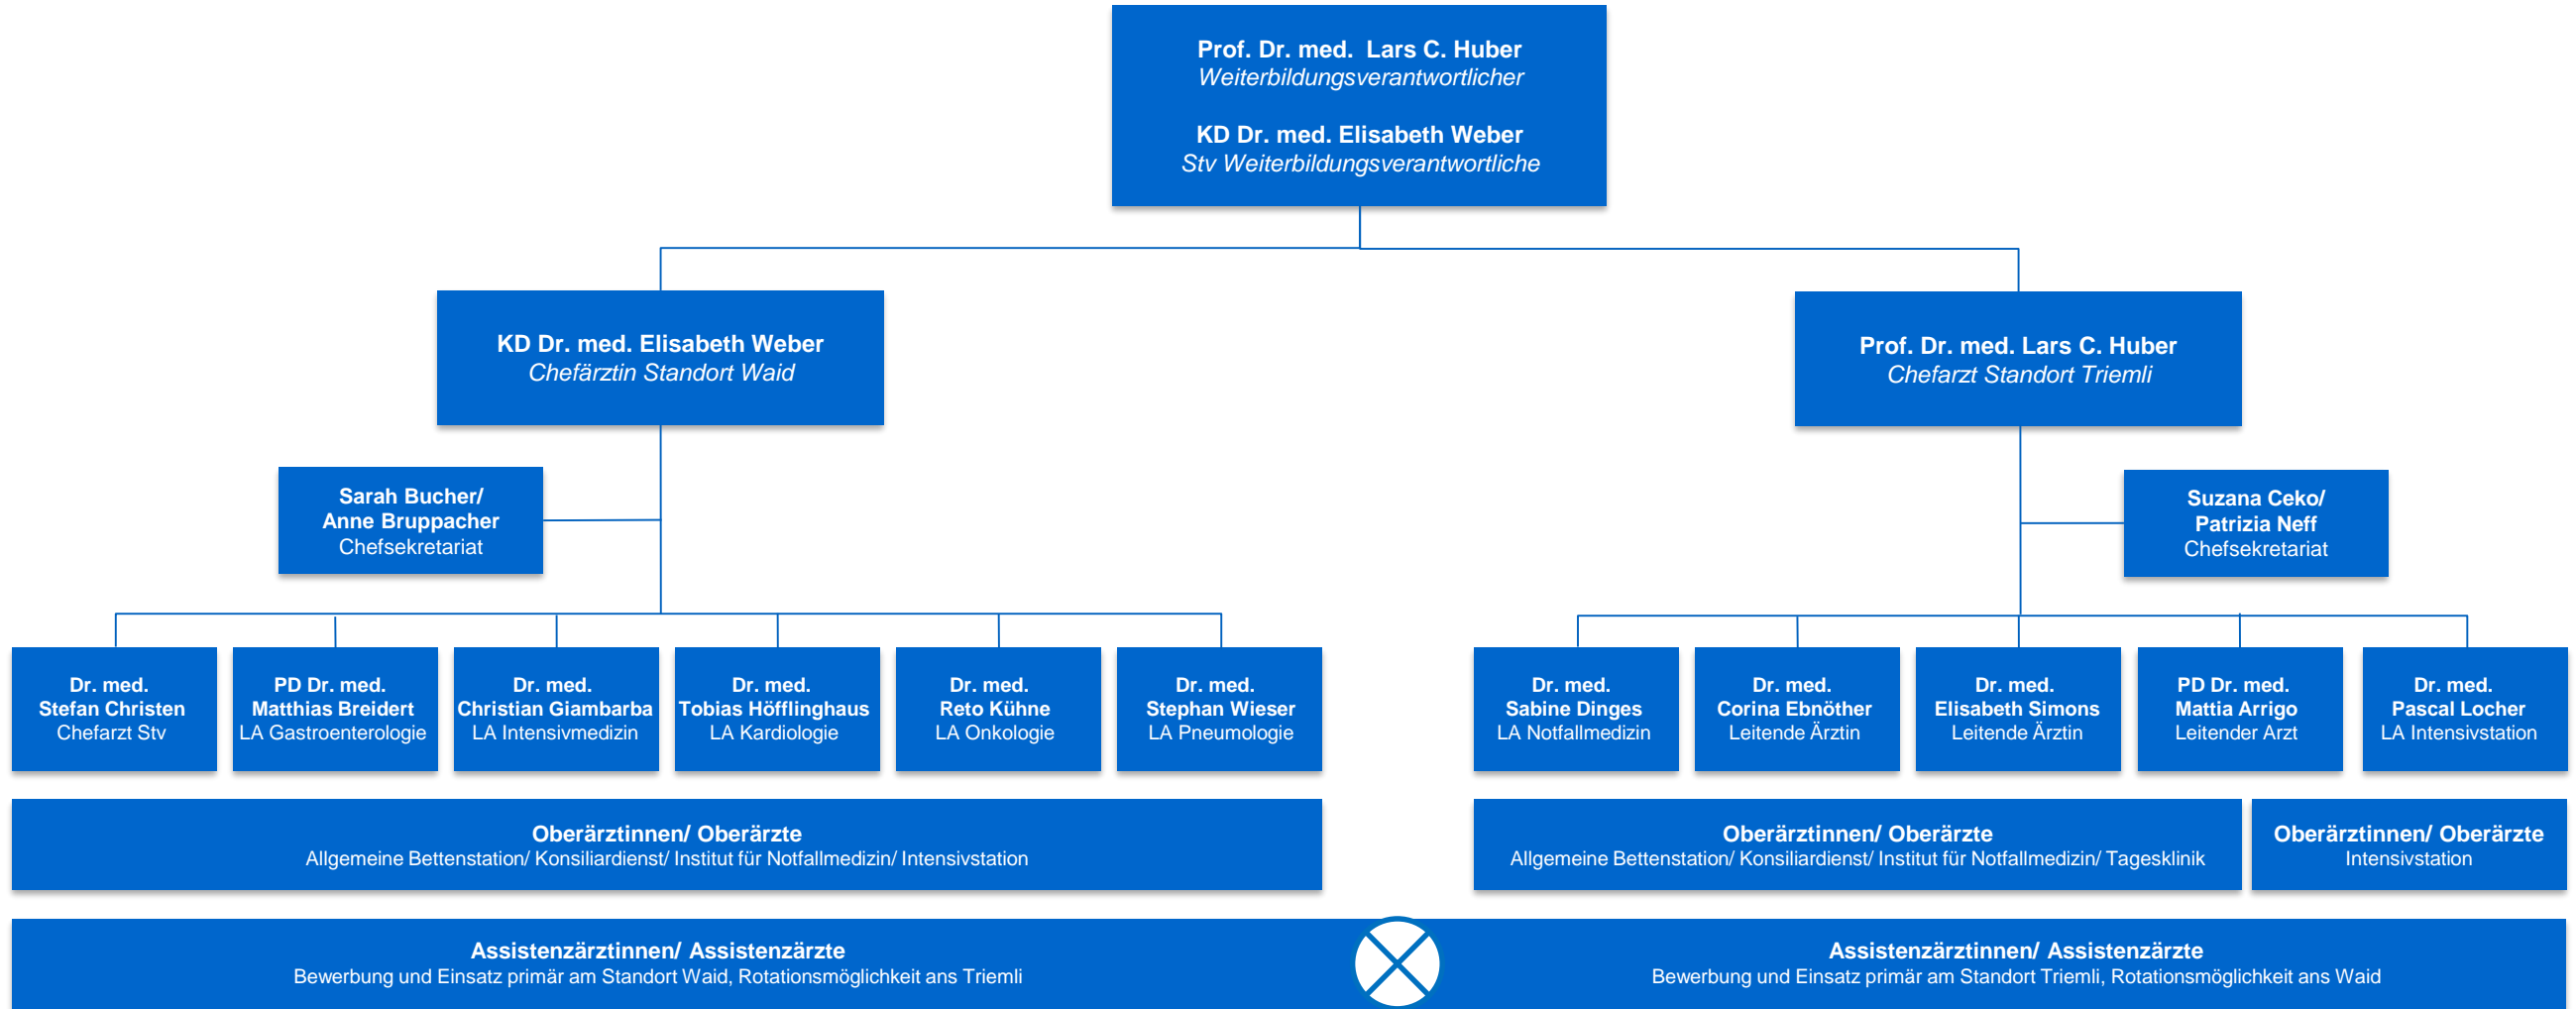 Prof. Dr. med. Lars C. Huber
Weiterbildungsverantwortlicher
KD Dr. med. Elisabeth Weber
Stv Weiterbildungsverantwortliche
KD Dr. med. Elisabeth Weber
Chefärztin Standort Waid
Prof. Dr. med. Lars C. Huber
Chefarzt Standort Triemli
Sarah Bucher/
Anne Bruppacher
Chefsekretariat
Suzana Ceko/
Patrizia Neff
Chefsekretariat
Dr. med.
Stefan Christen
Chefarzt Stv
PD Dr. med.
Matthias Breidert
LA Gastroenterologie
Dr. med.
Christian Giambarba
LA Intensivmedizin
Dr. med.
Tobias Höfflinghaus
LA Kardiologie
Dr. med.
Reto Kühne
LA Onkologie
Dr. med.
Stephan Wieser
LA Pneumologie
Dr. med.
Sabine Dinges
LA Notfallmedizin
Dr. med.
Corina Ebnöther
Leitende Ärztin
Dr. med.
Elisabeth Simons
Leitende Ärztin
PD Dr. med.
Mattia Arrigo
Leitender Arzt
Dr. med.
Pascal Locher
LA Intensivstation
Oberärztinnen/ Oberärzte
Allgemeine Bettenstation/ Konsiliardienst/ Institut für Notfallmedizin/ Intensivstation
Oberärztinnen/ Oberärzte
Allgemeine Bettenstation/ Konsiliardienst/ Institut für Notfallmedizin/ Tagesklinik
Oberärztinnen/ Oberärzte
Intensivstation
Assistenzärztinnen/ Assistenzärzte
Bewerbung und Einsatz primär am Standort Waid, Rotationsmöglichkeit ans Triemli
Assistenzärztinnen/ Assistenzärzte
Bewerbung und Einsatz primär am Standort Triemli, Rotationsmöglichkeit ans Waid